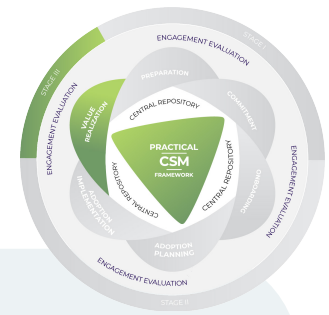 STAGE I
ENGAGEMENT EVALUATION
PREPARATION
STAGE III
ENGAGEMENT EVALUATION
VALUE
REALIZATION
CENTRAL REPOSITORY
COMMITMENT
PRACTICAL
CSM
FRAMEWORK
CENTRAL REPOSITORY
CENTRAL REPOSITORY
ENGAGEMENT EVALUATION
ONBOARDING
ADOPTION
IMPLEMENTATION
ADOPTION
PLANNING
ENGAGEMENT EVALUATION
STAGE II